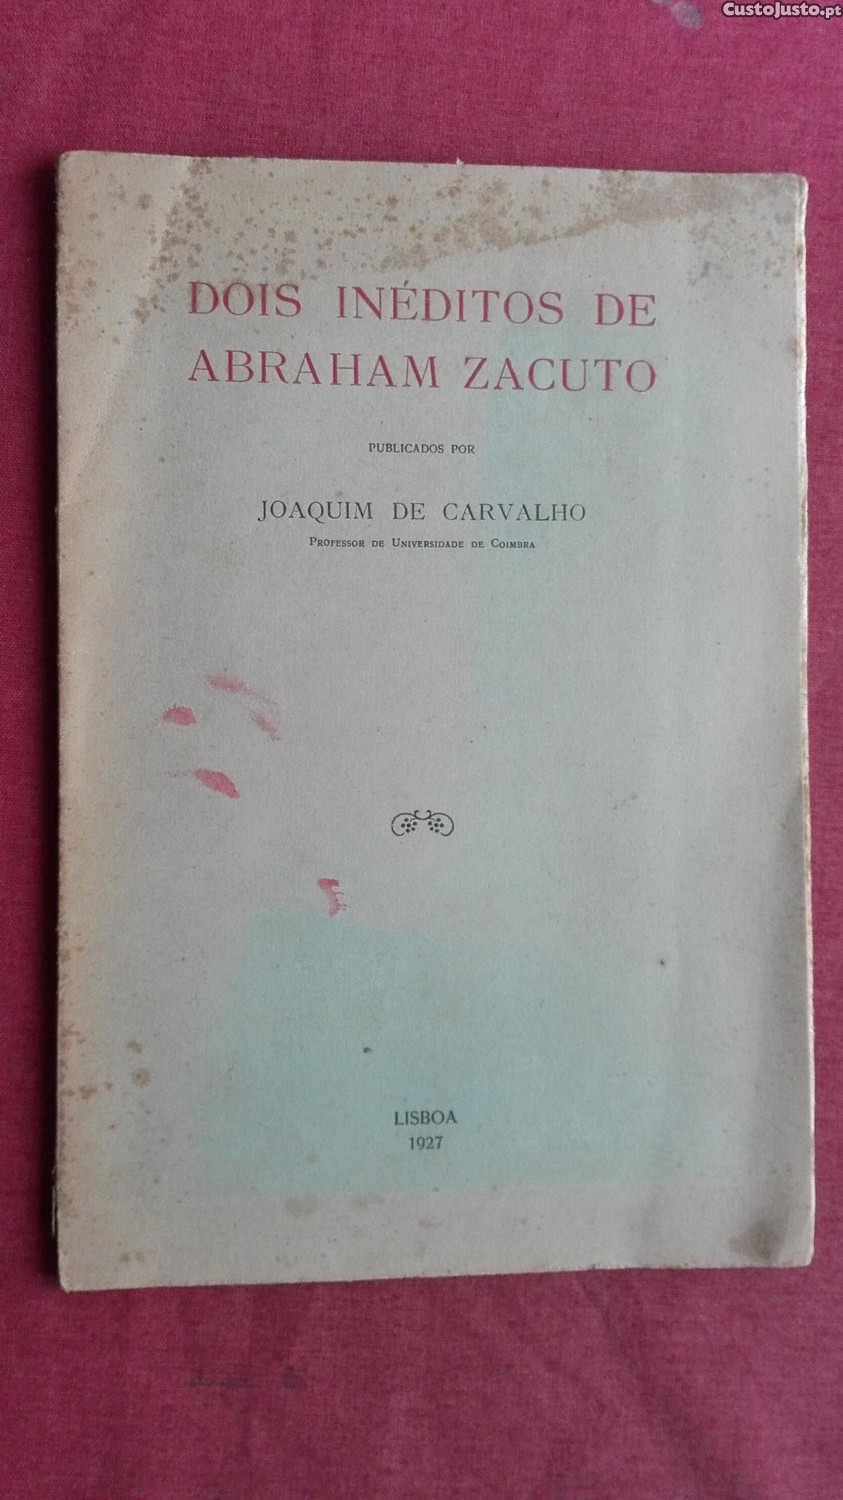 CustoJusto.pt
DOIS INÉDITOS DE
ABRAHAM ZACUTO
PUBLICADOS POR
JOAQUIM DE CARVALHO
PROFESSOR DE UNIVERSIDADE DE COIMBRA
LISBOA
1927